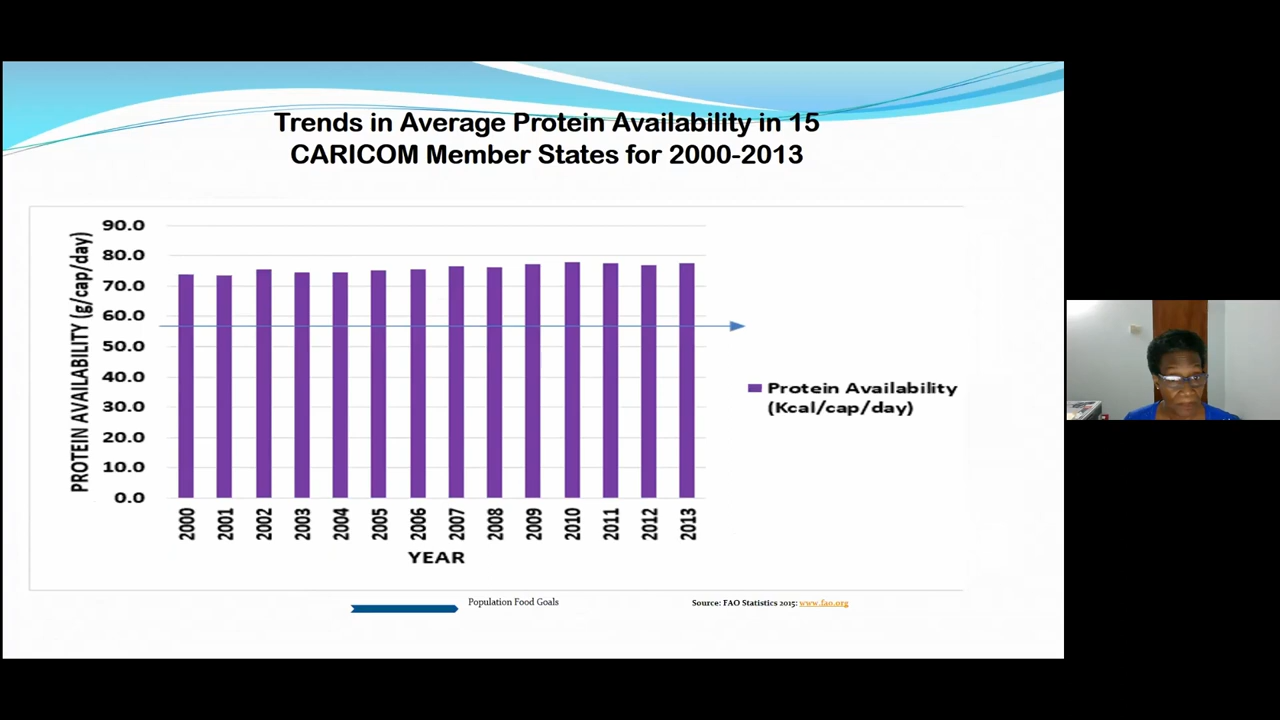 Trends in Average Protein Availability in 15
CARICOM Member States for 2000-2013
PROTEIN AVAILABILITY (g/cap/day)
90.0
80.0
70.0
60.0
50.0
40.0
30.0
20.0
10.0
0.0
2000 2001 2002 2003 2004 2005 2006 2007 2008 2009 2010 2011 2012 2013
YEAR
Protein Availability
(Kcal/cap/day)
Population Food Goals
Source: FAO Statistics 2015: www.fao.org